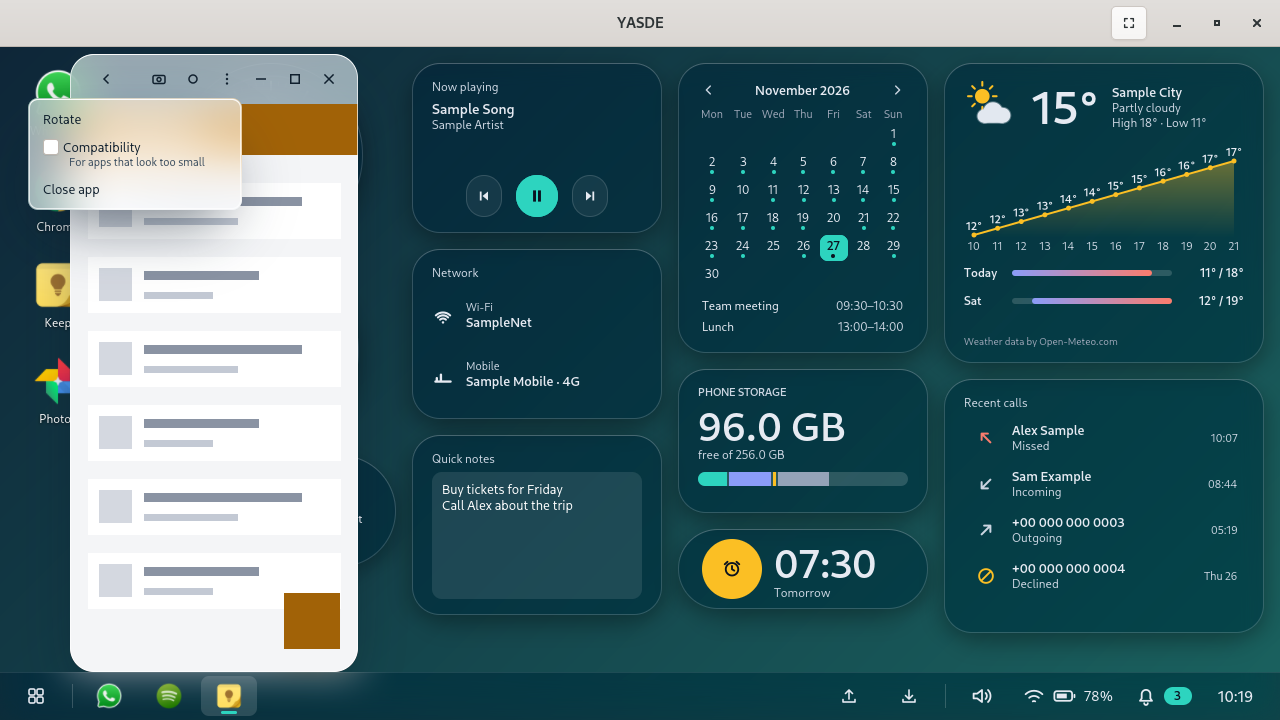 YASDE
Rotate
Compatibility
For apps that look too small
Close app
Chrom
Keep
Photo
t
Now playing
Sample Song
Sample Artist
Network
Wi-Fi
SampleNet
Mobile
Sample Mobile · 4G
Quick notes
Buy tickets for Friday
Call Alex about the trip
November 2026
Mon Tue Wed Thu Fri Sat Sun
1
2 3 4 5 6 7 8
9 10 11 12 13 14 15
16 17 18 19 20 21 22
23 24 25 26 27 28 29
30
Team meeting 09:30–10:30
Lunch 13:00–14:00
PHONE STORAGE
96.0 GB
free of 256.0 GB
07:30
Tomorrow
15°
Sample City
Partly cloudy
High 18° · Low 11°
12° 12° 13° 13° 14° 14° 15° 15° 16° 16° 17° 17°
10 11 12 13 14 15 16 17 18 19 20 21
Today 11° / 18°
Sat 12° / 19°
Weather data by Open-Meteo.com
Recent calls
Alex Sample
Missed
10:07
Sam Example
Incoming
08:44
+00 000 000 0003
Outgoing
05:19
+00 000 000 0004
Declined
Thu 26
78%
3
10:19